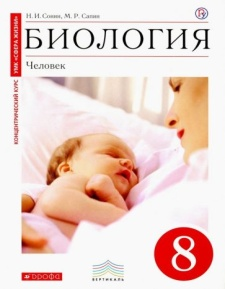 Н. И. Сонин, М. Р. Сапин
БИОЛОГИЯ
Человек
КОНЦЕНТРИЧЕСКИЙ КУРС
УМК «СФЕРА ЖИЗНИ»
8
ДРОФА
ВЕРТИКАЛЬ